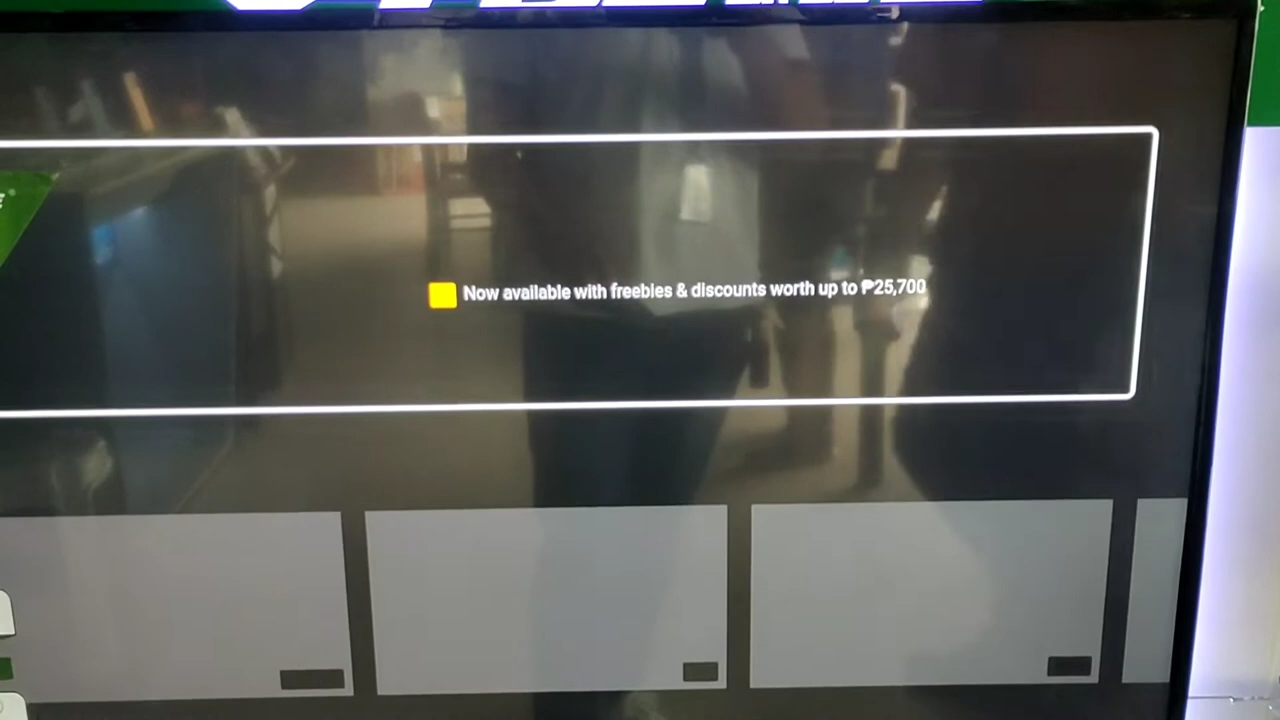 Now available with freebies & discounts worth up to ₱25,700